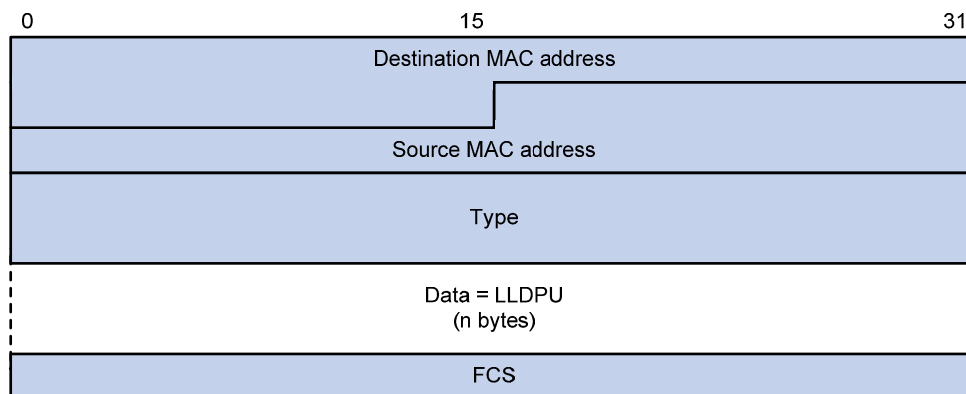 0 15 31
Destination MAC address
Source MAC address
Type
Data = LLDPU
(n bytes)
FCS